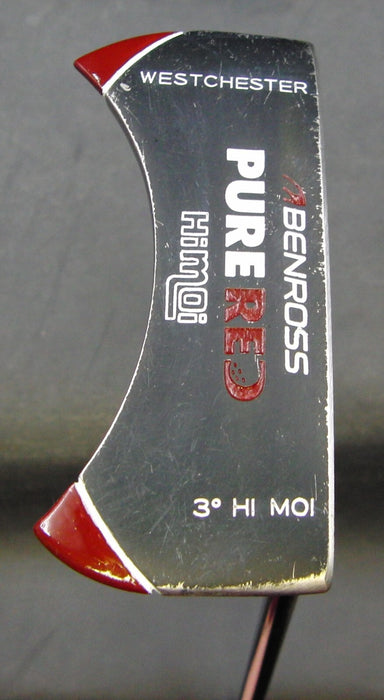 WESTCHESTER
BENROSS
PURE RED
Himoi
3° HI MOI